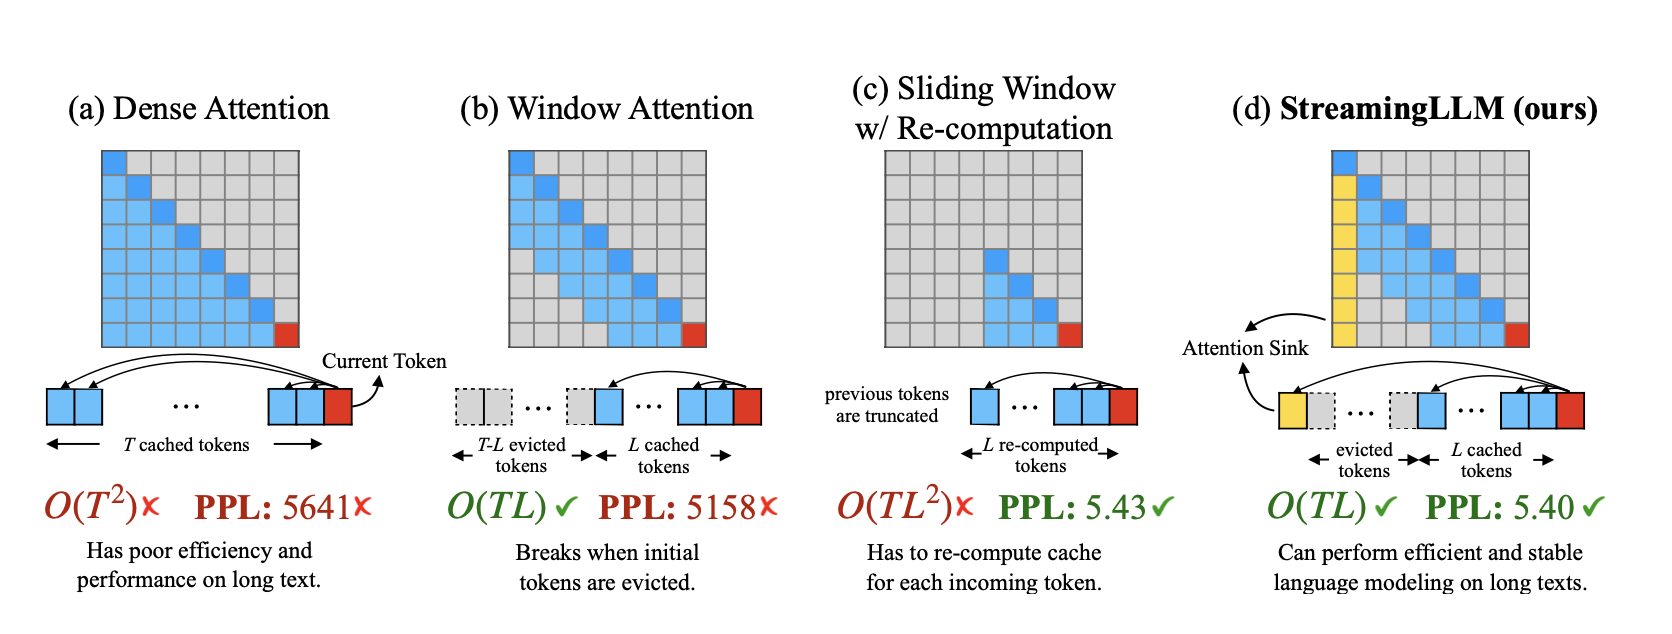 (a) Dense Attention
(b) Window Attention
(c) Sliding Window
w/ Re-computation
(d) StreamingLLM (ours)
Current Token
T cached tokens
T-L evicted
tokens
L cached
tokens
previous tokens
are truncated
L re-computed
tokens
Attention Sink
evicted
tokens
L cached
tokens
O(T²)✗ PPL: 5641✗
O(TL)✓ PPL: 5158✗
O(TL²)✗ PPL: 5.43✓
O(TL)✓ PPL: 5.40✓
Has poor efficiency and
performance on long text.
Breaks when initial
tokens are evicted.
Has to re-compute cache
for each incoming token.
Can perform efficient and stable
language modeling on long texts.